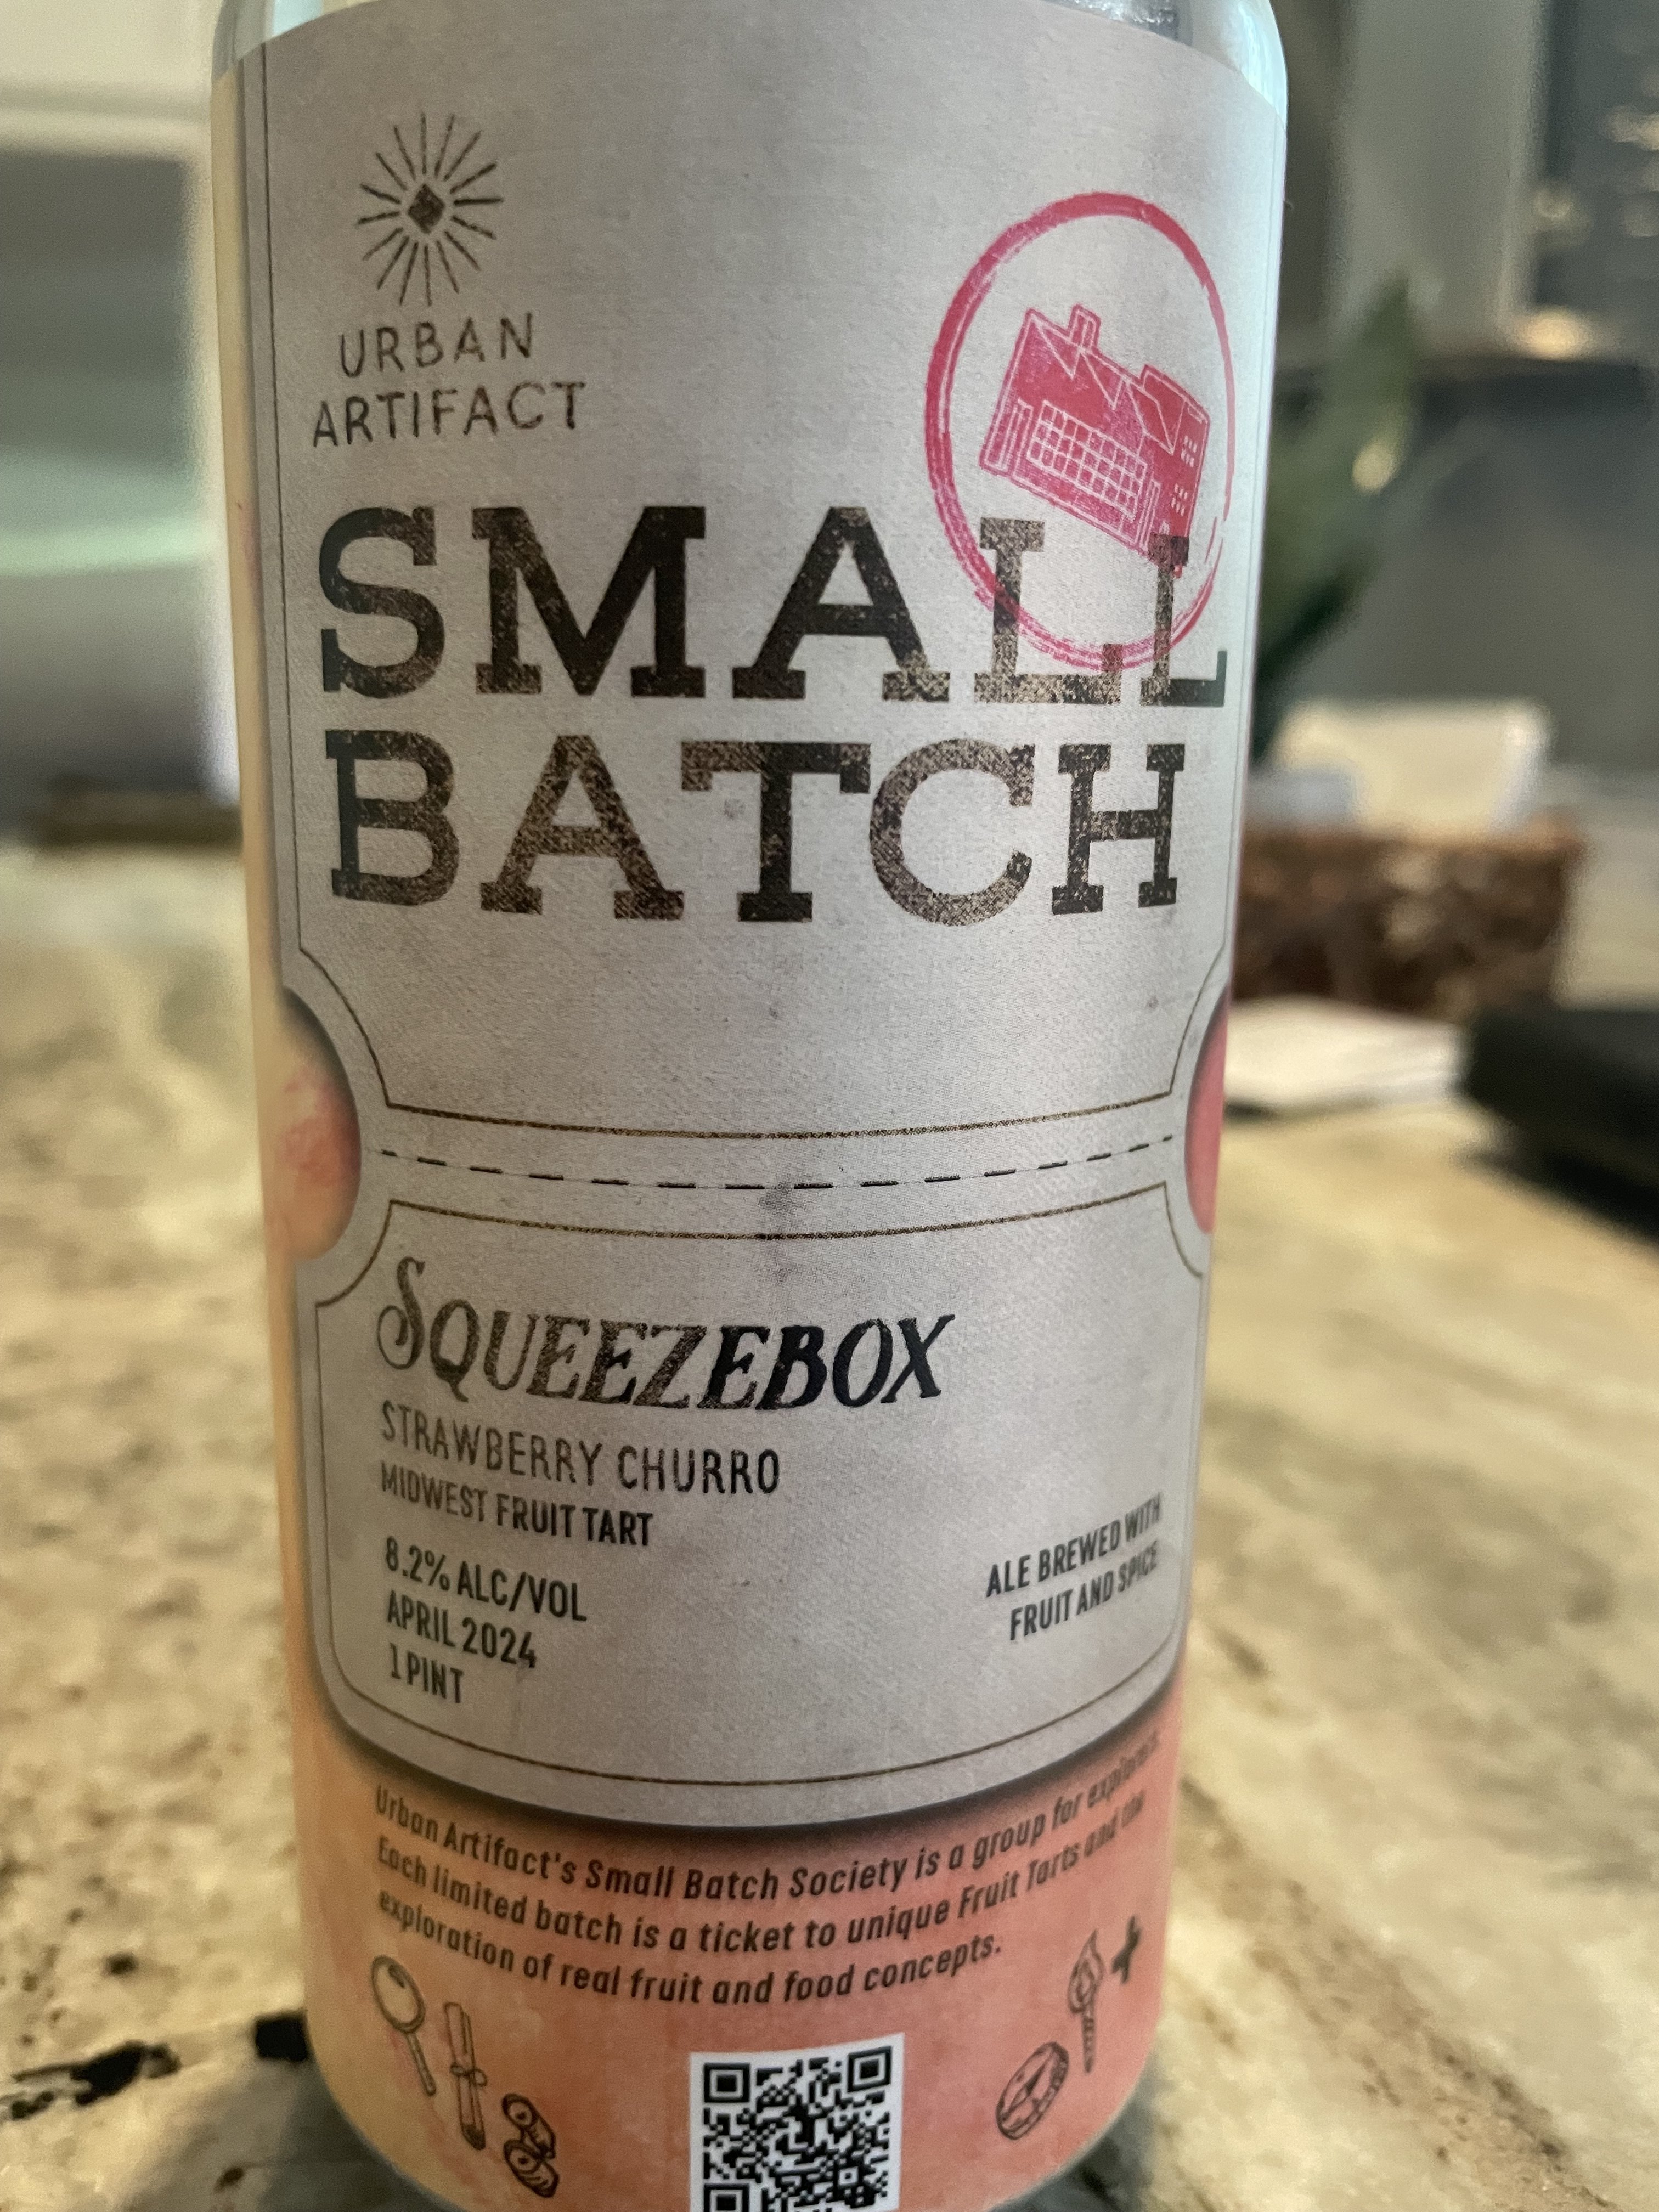 URBAN
ARTIFACT
SMALL
BATCH
SQUEEZEBOX
STRAWBERRY CHURRO
MIDWEST FRUIT TART
8.2% ALC/VOL
APRIL 2024
1 PINT
ALE BREWED WITH
FRUIT AND SPICE
Urban Artifact's Small Batch Society is a group for explorers.
Each limited batch is a ticket to unique Fruit Tarts and the
exploration of real fruit and food concepts.